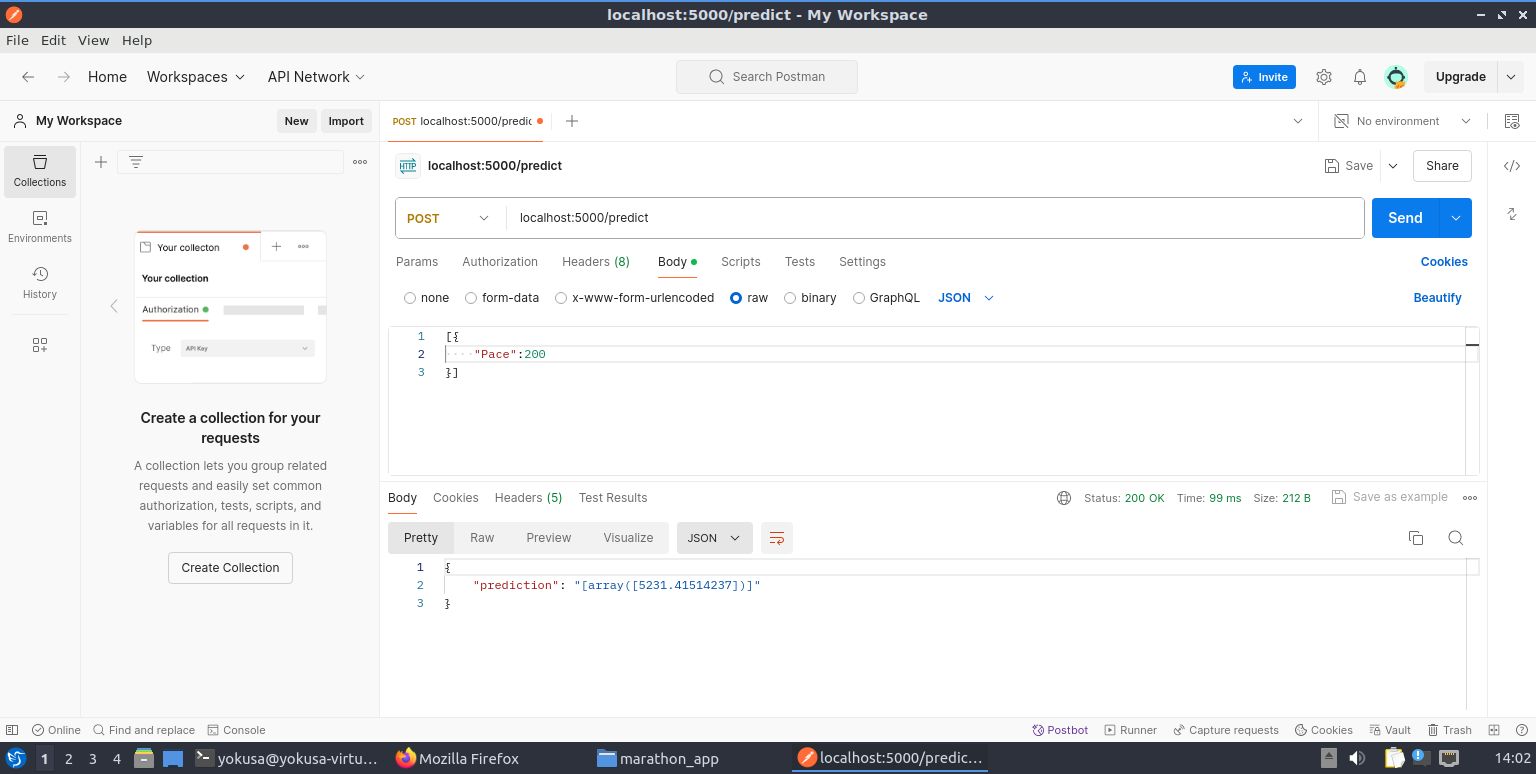 localhost:5000/predict - My Workspace
File Edit View Help
Home Workspaces API Network Search Postman Invite Upgrade
My Workspace New Import POST localhost:5000/predic No environment
Collections
Environments
History
Your collecton
Your collection
Authorization
Type API Key
Create a collection for your
requests
A collection lets you group related
requests and easily set common
authorization, tests, scripts, and
variables for all requests in it.
Create Collection
HTTP localhost:5000/predict Save Share
POST localhost:5000/predict Send
Params Authorization Headers (8) Body Scripts Tests Settings Cookies
none form-data x-www-form-urlencoded raw binary GraphQL JSON Beautify
1 [{
2 ····"Pace":200
3 }]
Body Cookies Headers (5) Test Results Status: 200 OK Time: 99 ms Size: 212 B Save as example
Pretty Raw Preview Visualize JSON
1 {
2 "prediction": "[array([5231.41514237])]"
3 }
Online Find and replace Console Postbot Runner Capture requests Cookies Vault Trash
1 2 3 4 yokusa@yokusa-virtu... Mozilla Firefox marathon_app localhost:5000/predic... 14:02